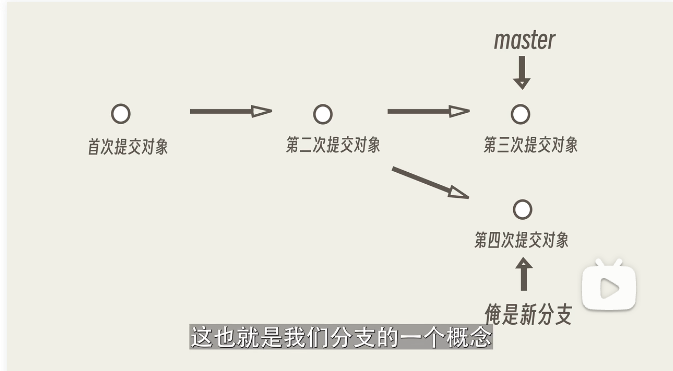 master
首次提交对象
第二次提交对象
第三次提交对象
第四次提交对象
俺是新分支
这也就是我们分支的一个概念